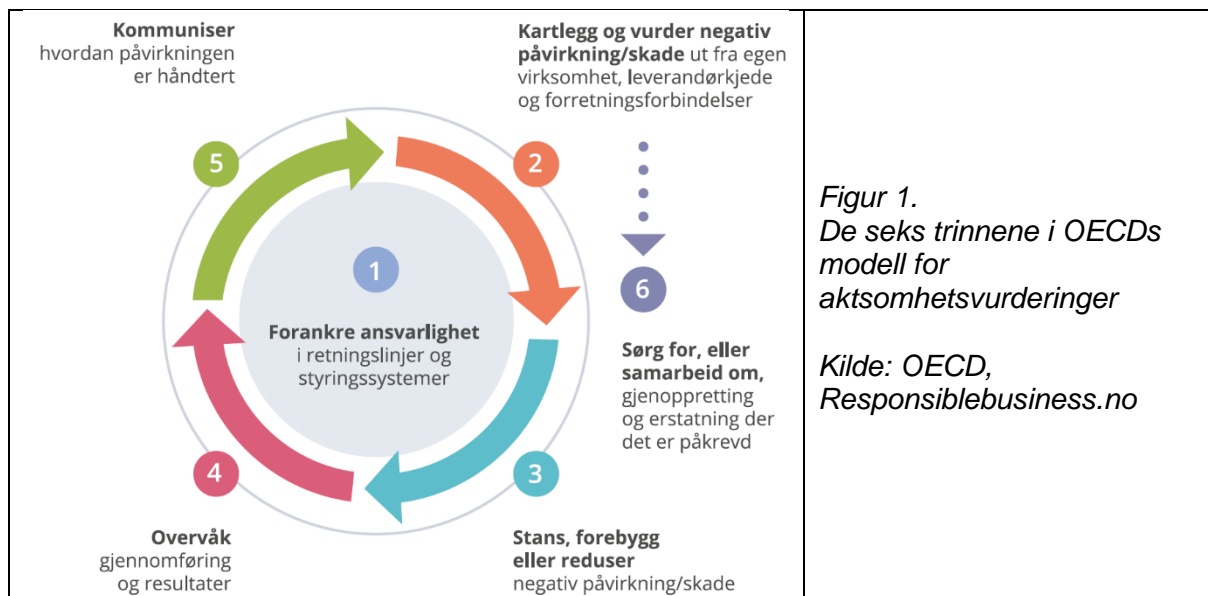 Kommuniser
hvordan påvirkningen
er håndtert
Kartlegg og vurder negativ
påvirkning/skade ut fra egen
virksomhet, leverandørkjede
og forretningsforbindelser
5
2
1
Forankre ansvarlighet
i retningslinjer og
styringssystemer
6
Sørg for, eller
samarbeid om,
gjenoppretting
og erstatning der
det er påkrevd
4
3
Overvåk
gjennomføring
og resultater
Stans, forebygg
eller reduser
negativ påvirkning/skade
Figur 1.
De seks trinnene i OECDs
modell for
aktsomhetsvurderinger
Kilde: OECD,
Responsiblebusiness.no